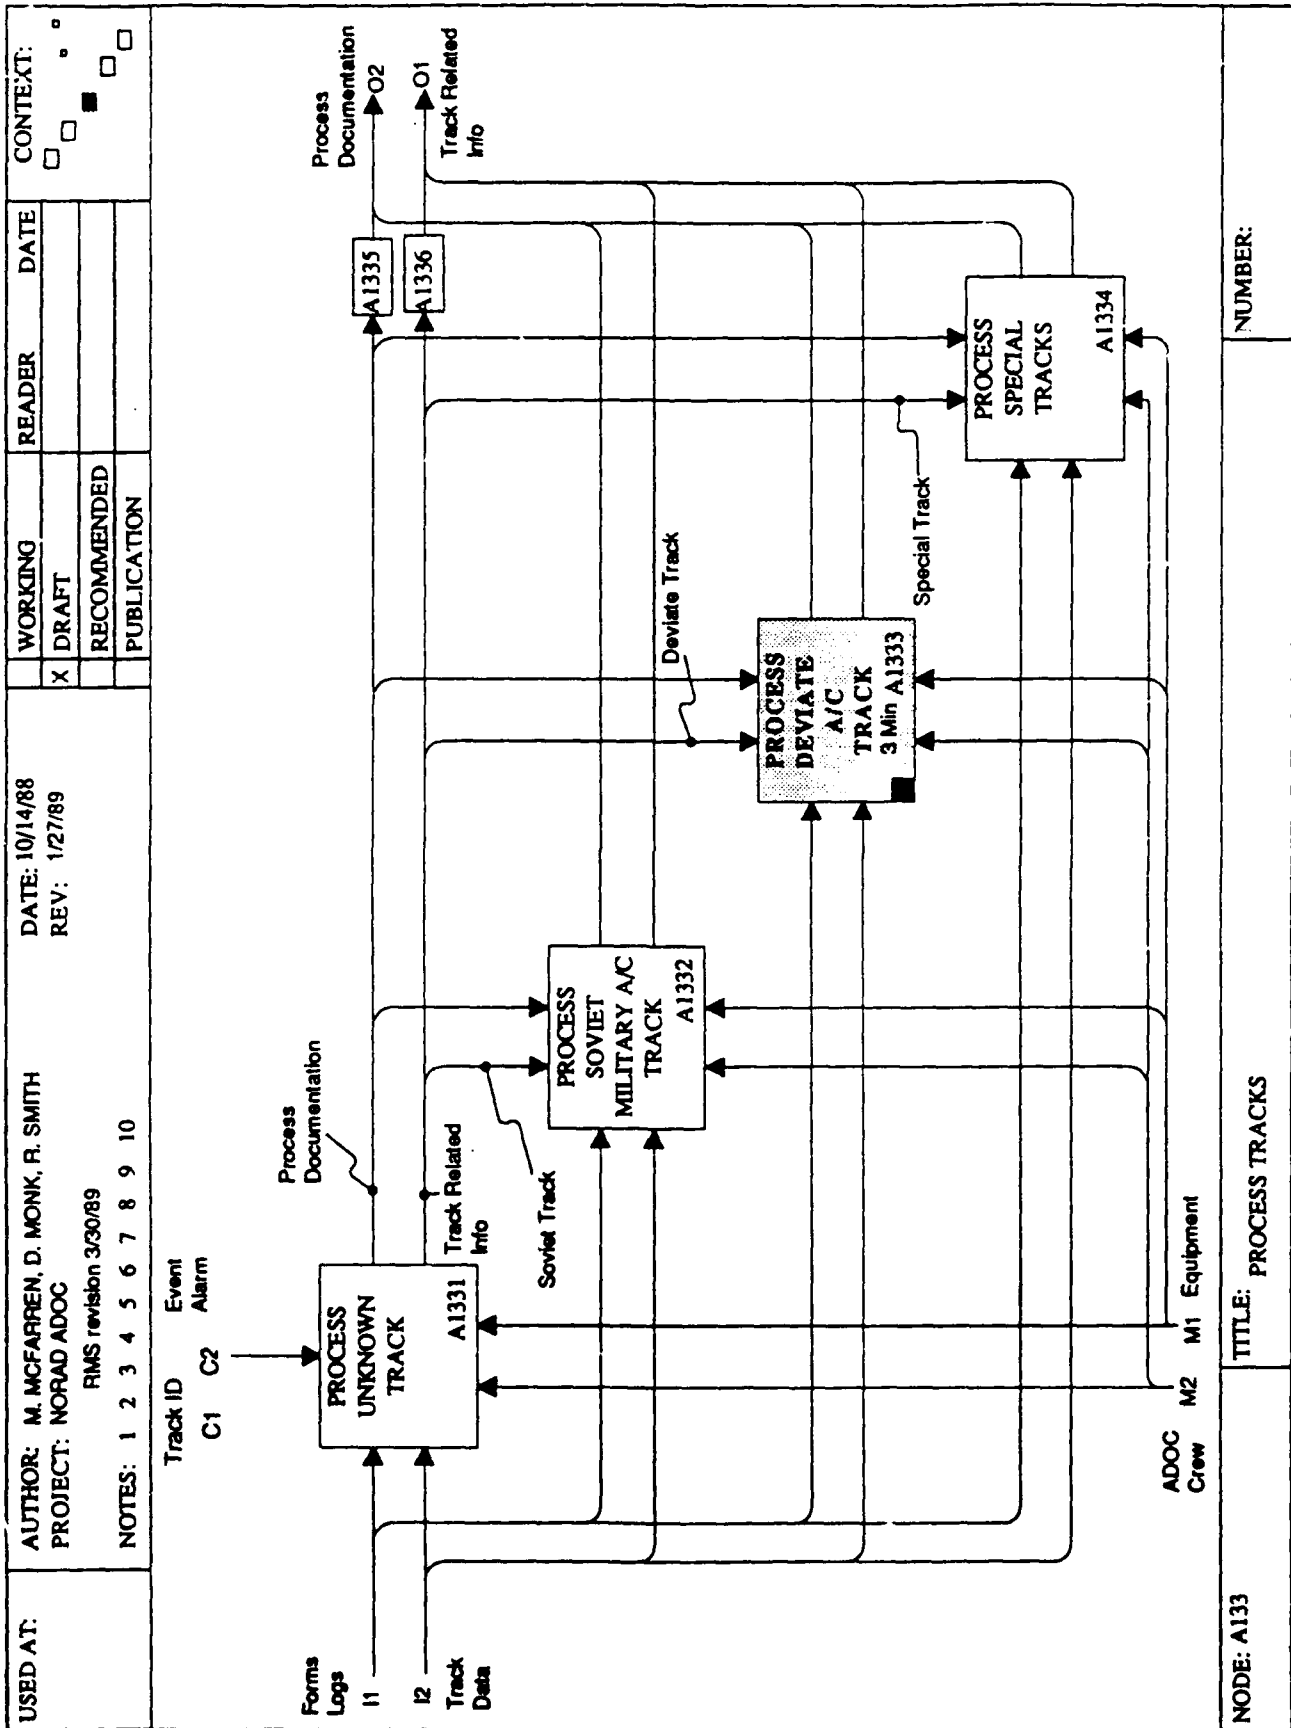 USED AT:
AUTHOR: M. MCFARREN, D. MONK, R. SMITH
PROJECT: NORAD ADOC
RMS revision 3/30/89
NOTES: 1 2 3 4 5 6 7 8 9 10
DATE: 10/14/88
REV: 1/27/89
WORKING
X DRAFT
RECOMMENDED
PUBLICATION
READER DATE
CONTEXT:
Track ID
C1
Event
Alarm
C2
Forms
Logs
I1
I2
Track
Data
PROCESS
UNKNOWN
TRACK
A1331
Process
Documentation
Track Related
Info
Soviet Track
PROCESS
SOVIET
MILITARY A/C
TRACK
A1332
Deviate Track
PROCESS
DEVIATE
A/C
TRACK
3 Min A1333
Special Track
PROCESS
SPECIAL
TRACKS
A1334
A1335
A1336
Process
Documentation
O2
O1
Track Related
Info
ADOC
Crew
M2
M1 Equipment
NODE: A133
TITLE: PROCESS TRACKS
NUMBER: